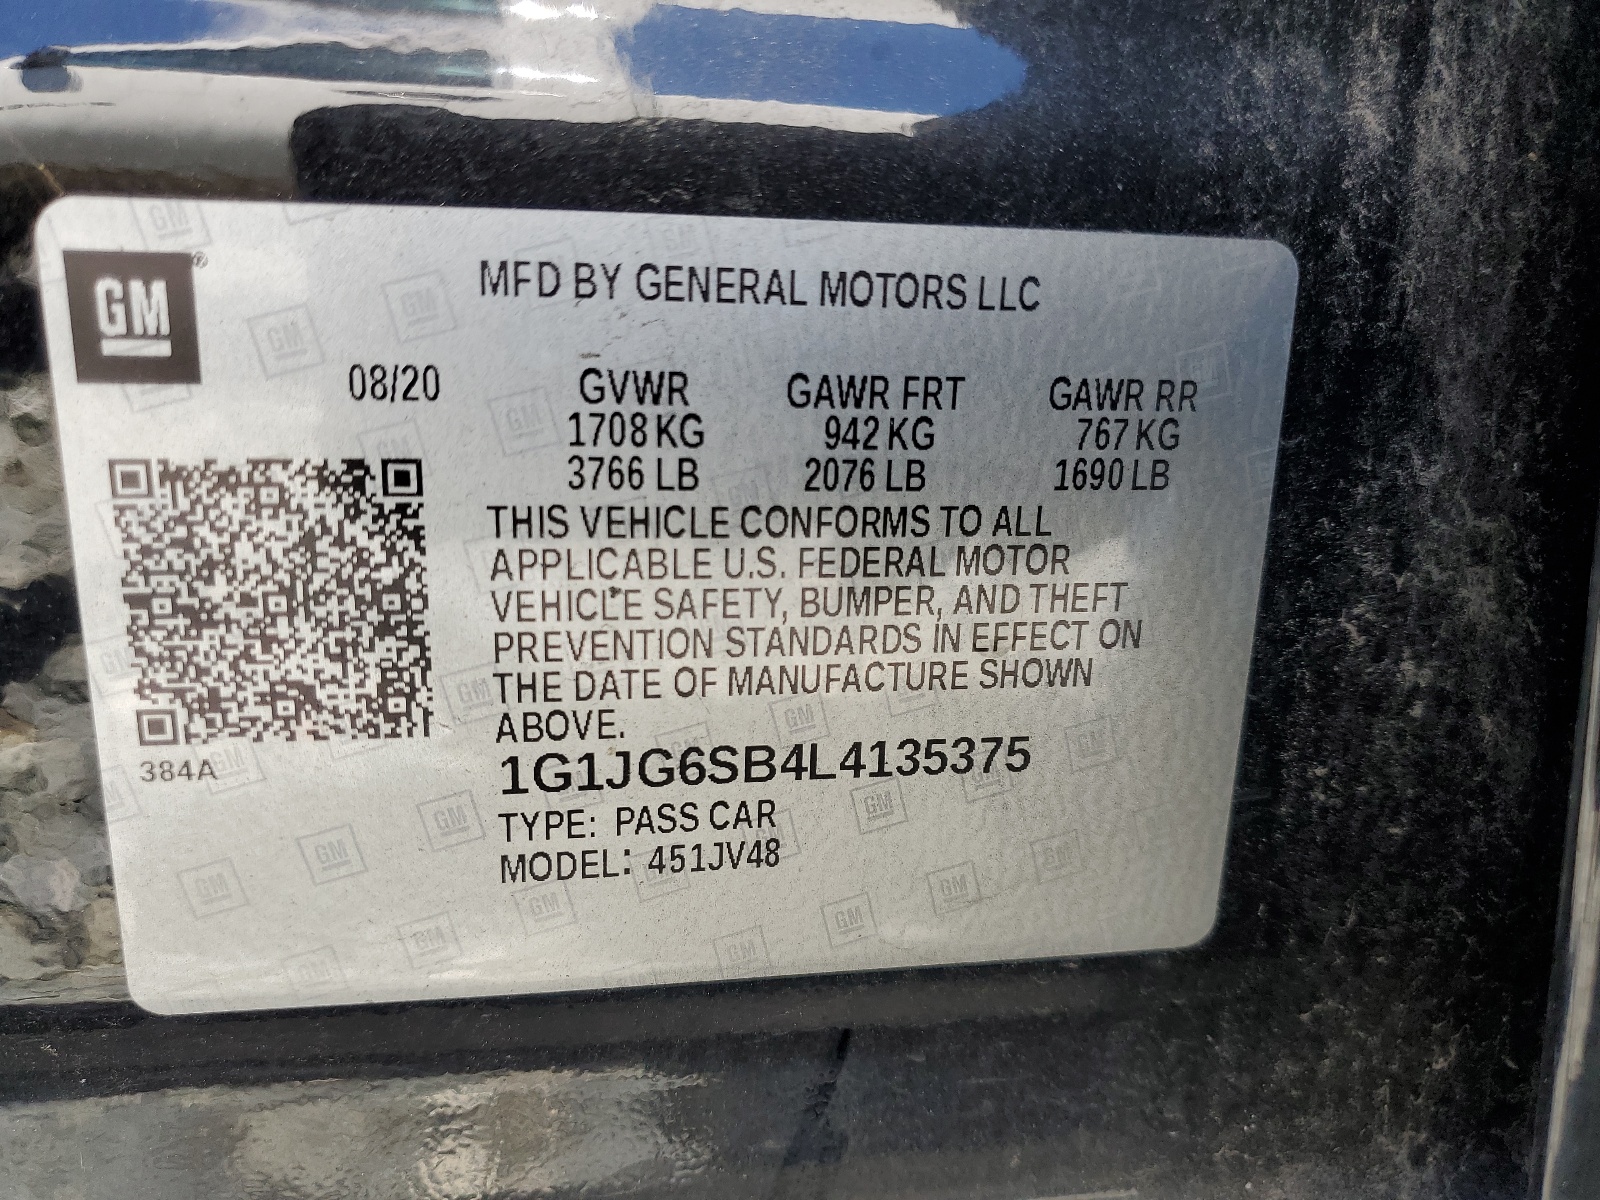 GM®
MFD BY GENERAL MOTORS LLC
08/20 GVWR GAWR FRT GAWR RR
1708 KG 942 KG 767 KG
3766 LB 2076 LB 1690 LB
THIS VEHICLE CONFORMS TO ALL
APPLICABLE U.S. FEDERAL MOTOR
VEHICLE SAFETY, BUMPER, AND THEFT
PREVENTION STANDARDS IN EFFECT ON
THE DATE OF MANUFACTURE SHOWN
ABOVE.
384A
1G1JG6SB4L4135375
TYPE: PASS CAR
MODEL: 451JV48